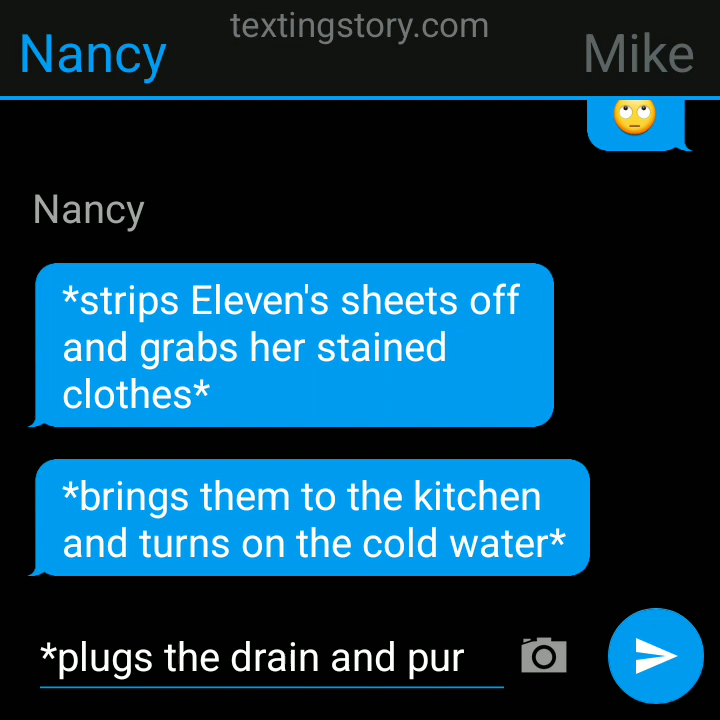 textingstory.com
Nancy
Mike
🙄
Nancy
*strips Eleven's sheets off
and grabs her stained
clothes*
*brings them to the kitchen
and turns on the cold water*
*plugs the drain and pur